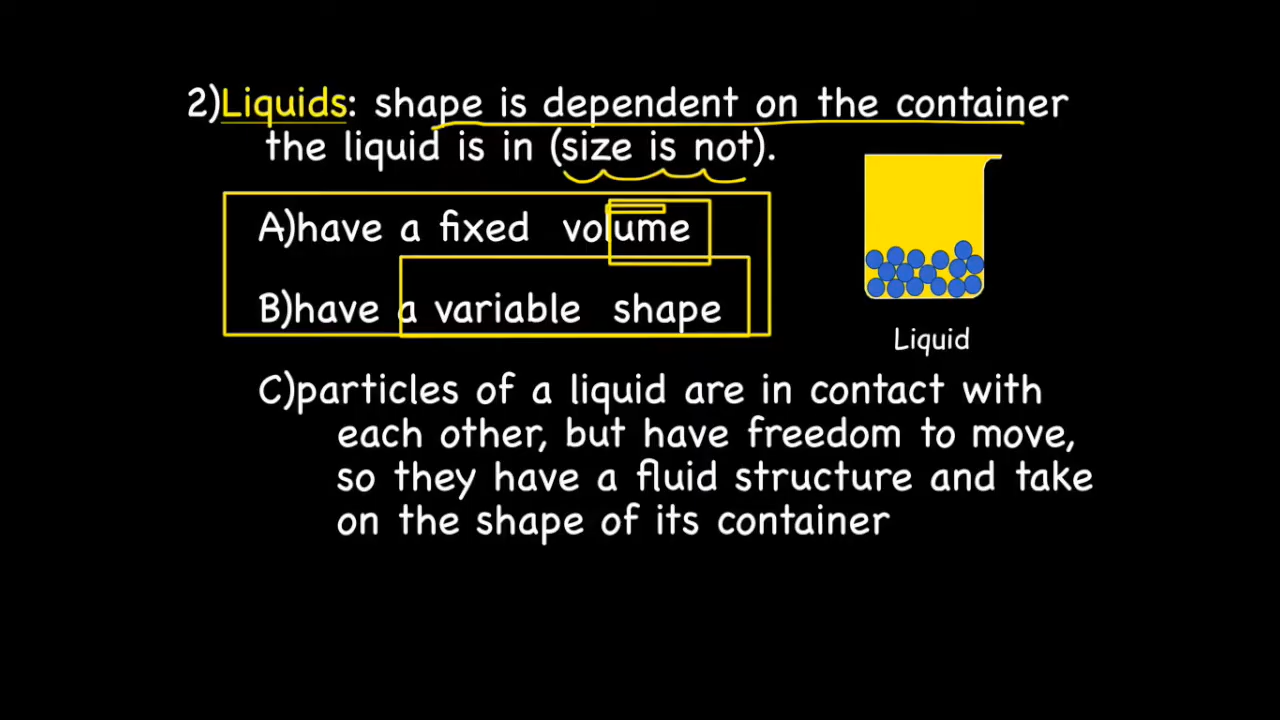 2)Liquids: shape is dependent on the container
the liquid is in (size is not).
A)have a fixed volume
B)have a variable shape
Liquid
C)particles of a liquid are in contact with
each other, but have freedom to move,
so they have a fluid structure and take
on the shape of its container